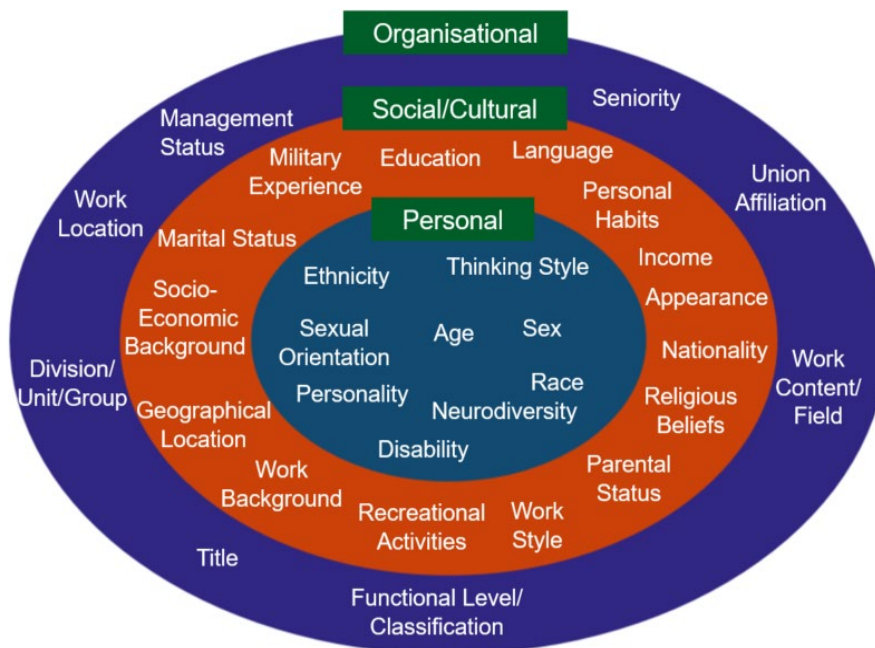 Organisational
Seniority
Management
Status
Union
Affiliation
Work
Location
Work
Content/
Field
Division/
Unit/Group
Title
Functional Level/
Classification
Social/Cultural
Education
Language
Military
Experience
Personal
Habits
Marital Status
Income
Appearance
Socio-
Economic
Background
Nationality
Geographical
Location
Religious
Beliefs
Work
Background
Parental
Status
Recreational
Activities
Work
Style
Personal
Ethnicity
Thinking Style
Sexual
Orientation
Age
Sex
Personality
Race
Neurodiversity
Disability